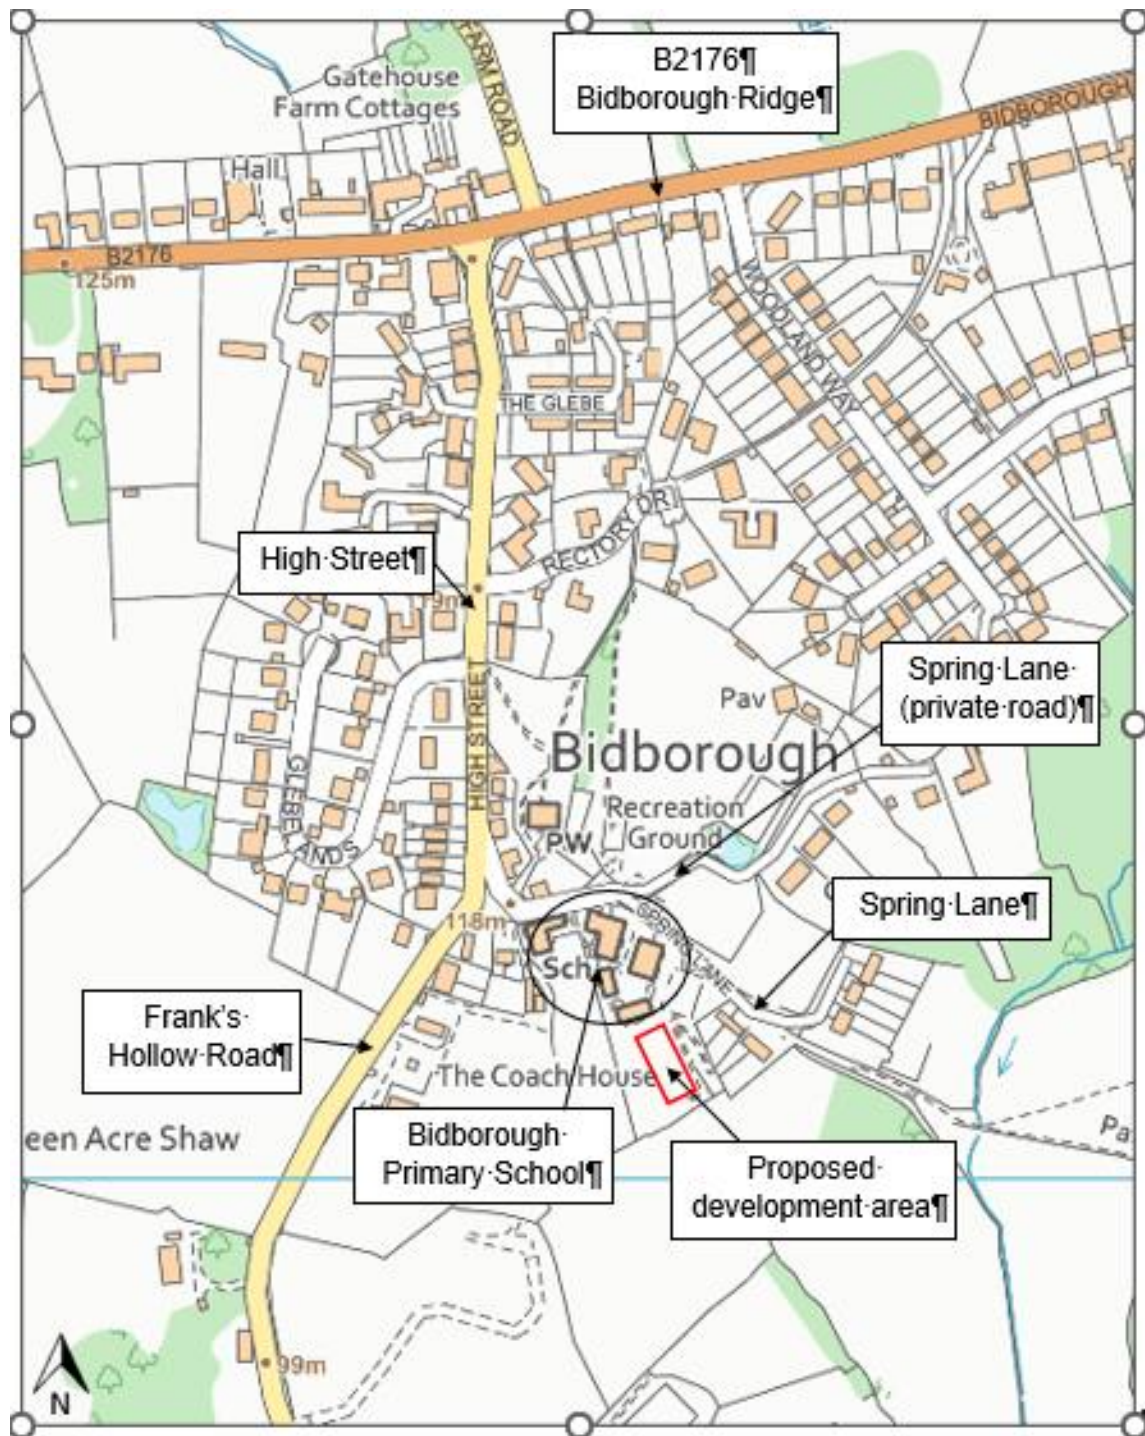 FARM ROAD
B2176¶
Bidborough·Ridge¶
Gatehouse
Farm Cottages
BIDBOROUGH
Hall
B2176
125m
WOODLAND WAY
THE GLEBE
RECTORY DR
High·Street¶
9m
HIGH STREET
Spring·Lane·
(private·road)¶
Pav
Bidborough
GLEBELANDS
Recreation
Ground
PW
Spring·Lane¶
118m
SPRING LANE
Sch
Frank's·
Hollow·Road¶
The Coach House
een Acre Shaw
Bidborough·
Primary·School¶
Proposed·
development·area¶
Pa
99m
N